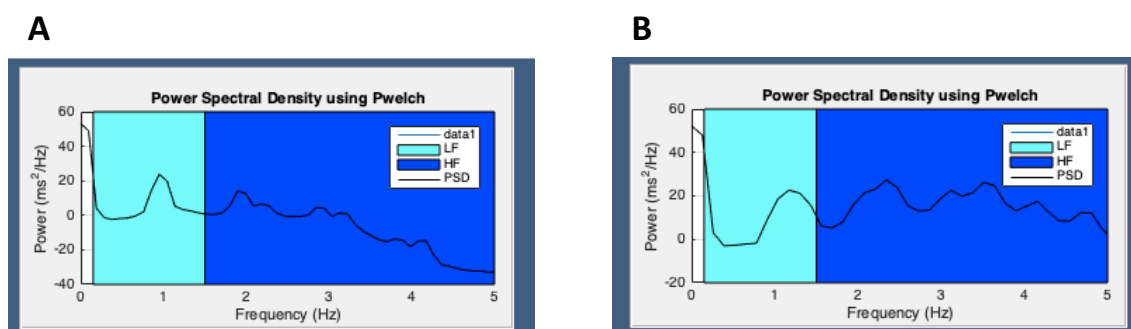 A
Power Spectral Density using Pwelch
60
40
20
0
-20
-40
Power (ms²/Hz)
data1
LF
HF
PSD
0 1 2 3 4 5
Frequency (Hz)
B
Power Spectral Density using Pwelch
60
40
20
0
-20
Power (ms²/Hz)
data1
LF
HF
PSD
0 1 2 3 4 5
Frequency (Hz)